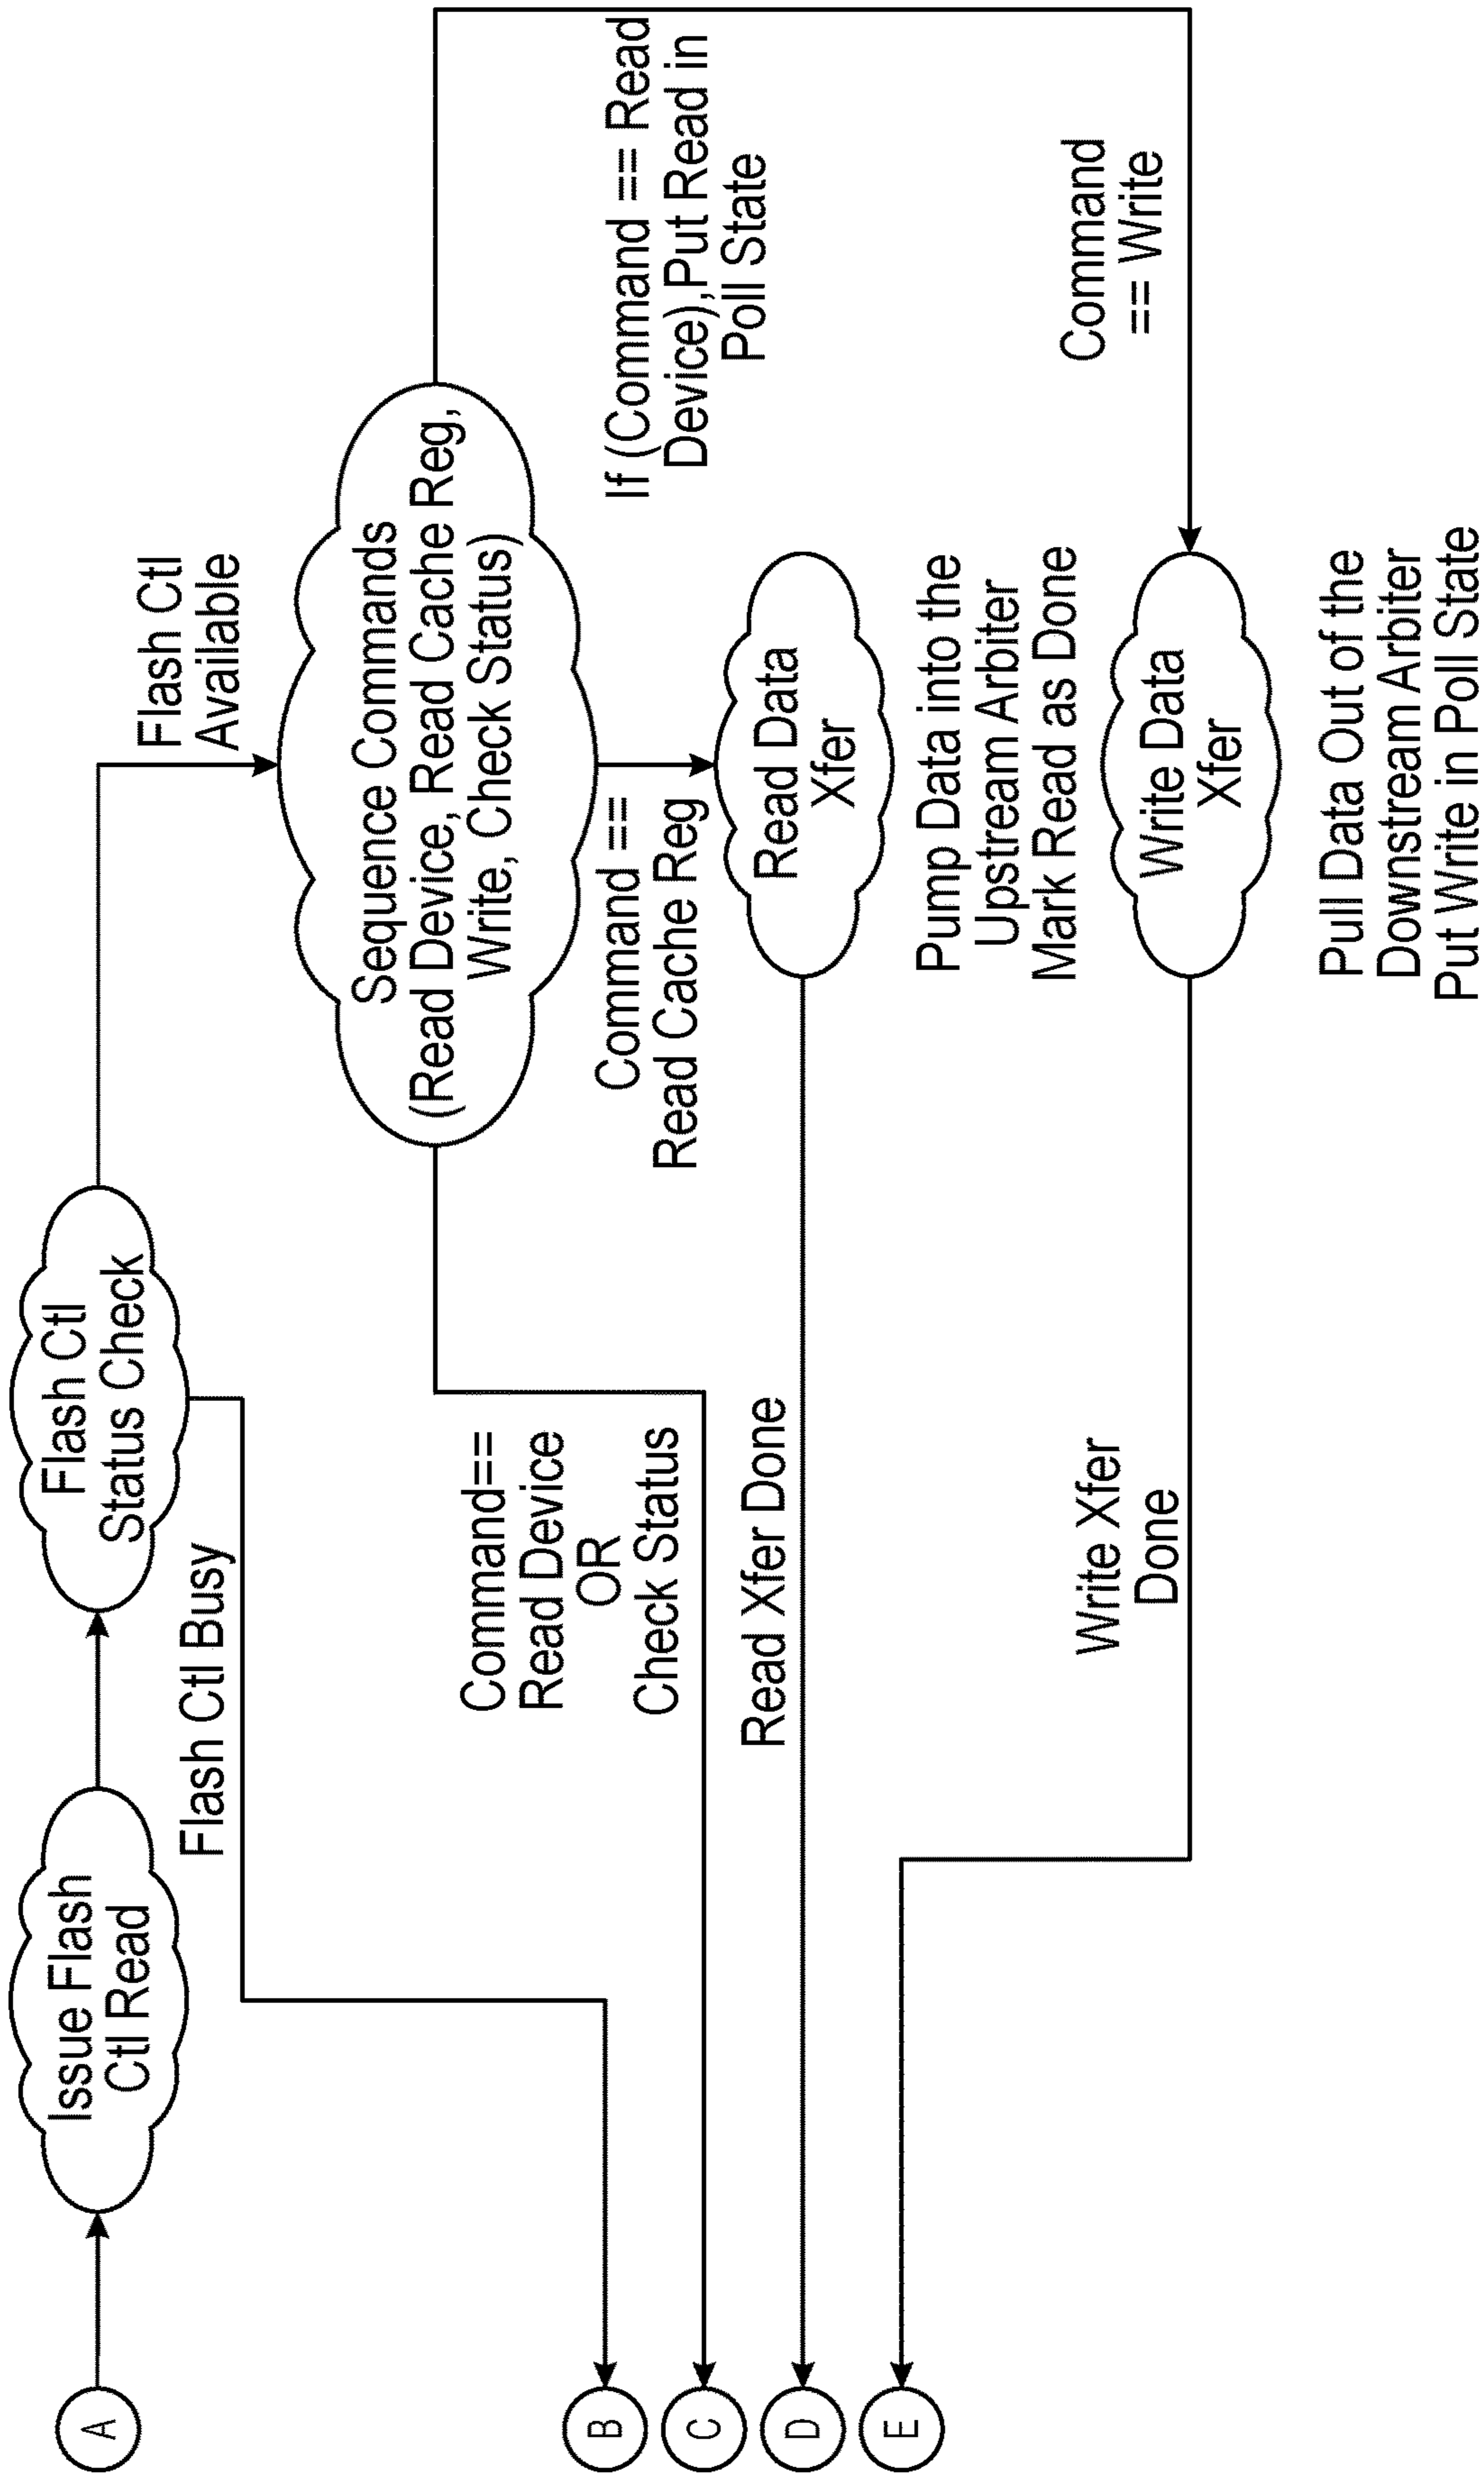 A
Issue Flash
Ctl Read
Flash Ctl
Status Check
Flash Ctl
Available
Flash Ctl Busy
Sequence Commands
(Read Device, Read Cache Reg,
Write, Check Status)
Command==
Read Device
OR
Check Status
Command ==
Read Cache Reg
If (Command == Read
Device),Put Read in
Poll State
Read Xfer Done
Read Data
Xfer
Pump Data into the
Upstream Arbiter
Mark Read as Done
Command
== Write
Write Xfer
Done
Write Data
Xfer
Pull Data Out of the
Downstream Arbiter
Put Write in Poll State
B
C
D
E